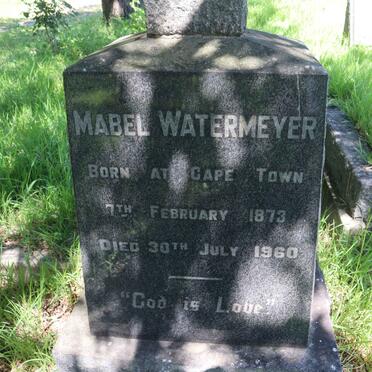 MABEL WATERMEYER
BORN AT CAPE TOWN
7TH FEBRUARY 1873
DIED 30TH JULY 1960
"GOD IS LOVE"